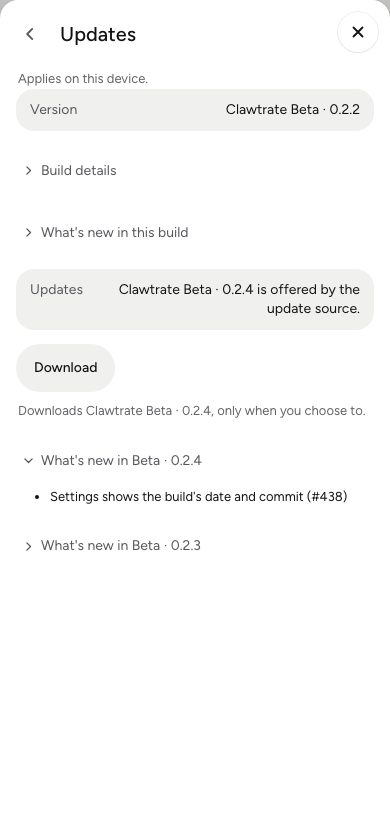 Updates
Applies on this device.
Version Clawtrate Beta · 0.2.2
Build details
What's new in this build
Updates Clawtrate Beta · 0.2.4 is offered by the
update source.
Download
Downloads Clawtrate Beta · 0.2.4, only when you choose to.
What's new in Beta · 0.2.4
• Settings shows the build's date and commit (#438)
What's new in Beta · 0.2.3